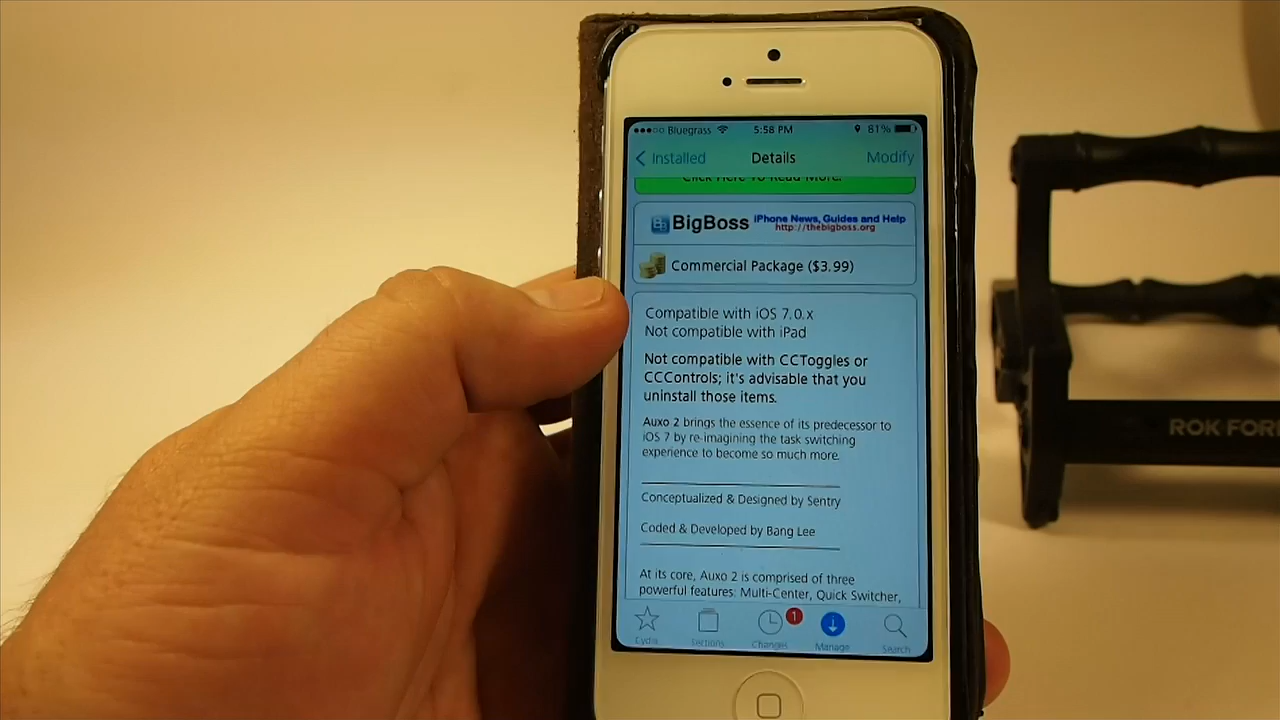 Bluegrass 5:58 PM 81%
Installed Details Modify
Click Here To Read More.
BigBoss iPhone News, Guides and Help
http://thebigboss.org
Commercial Package ($3.99)
Compatible with iOS 7.0.x
Not compatible with iPad
Not compatible with CCToggles or
CCControls; it's advisable that you
uninstall those items.
Auxo 2 brings the essence of its predecessor to
iOS 7 by re-imagining the task switching
experience to become so much more.
Conceptualized & Designed by Sentry
Coded & Developed by Bang Lee
At its core, Auxo 2 is comprised of three
powerful features: Multi-Center, Quick Switcher,
1
Cydia Sections Changes Manage Search
ROK FOR